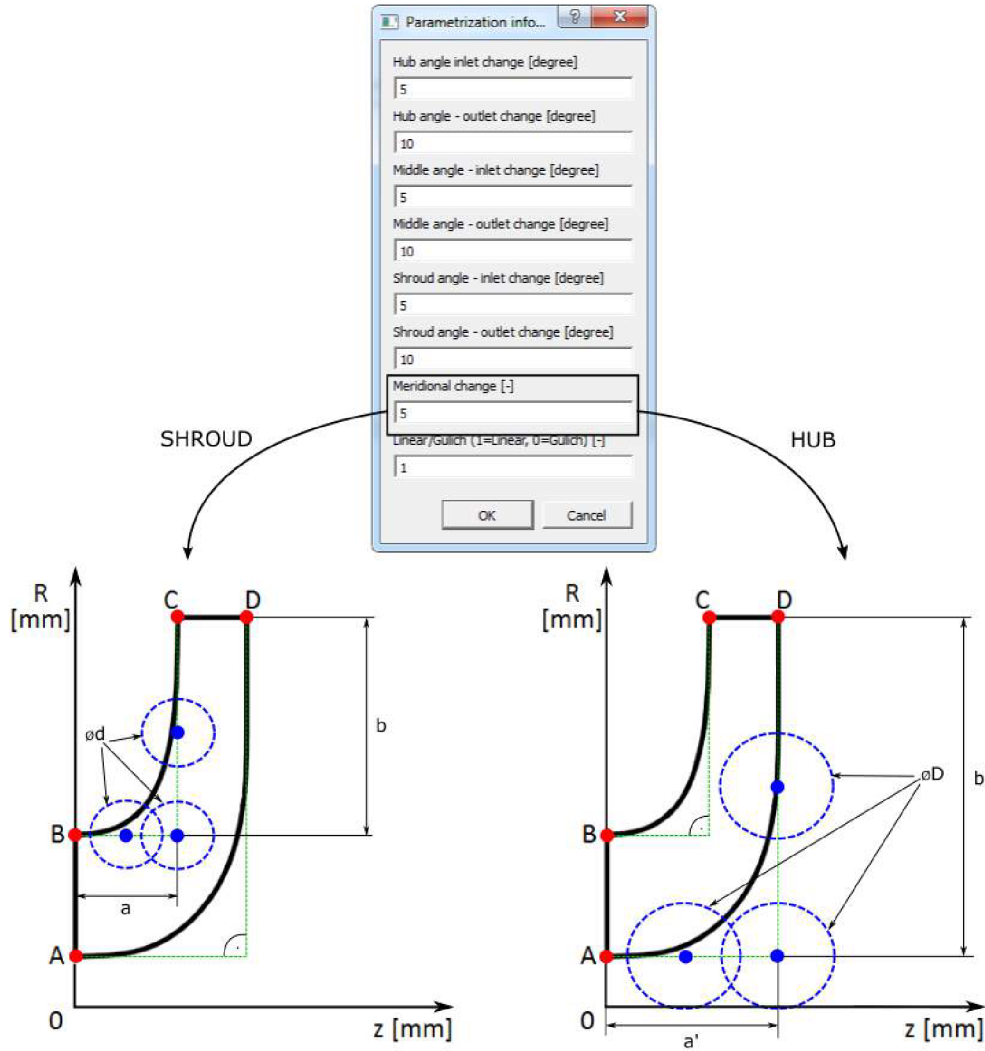 Parametrization info...
?
x
Hub angle inlet change [degree]
5
Hub angle - outlet change [degree]
10
Middle angle - inlet change [degree]
5
Middle angle - outlet change [degree]
10
Shroud angle - inlet change [degree]
5
Shroud angle - outlet change [degree]
10
Meridional change [-]
5
Linear/Gulich (1=Linear, 0=Gulich) [-]
1
OK
Cancel
SHROUD
HUB
R
[mm]
C
D
ød
b
B
a
A
0
z [mm]
R
[mm]
C
D
øD
b
B
A
0
a'
z [mm]